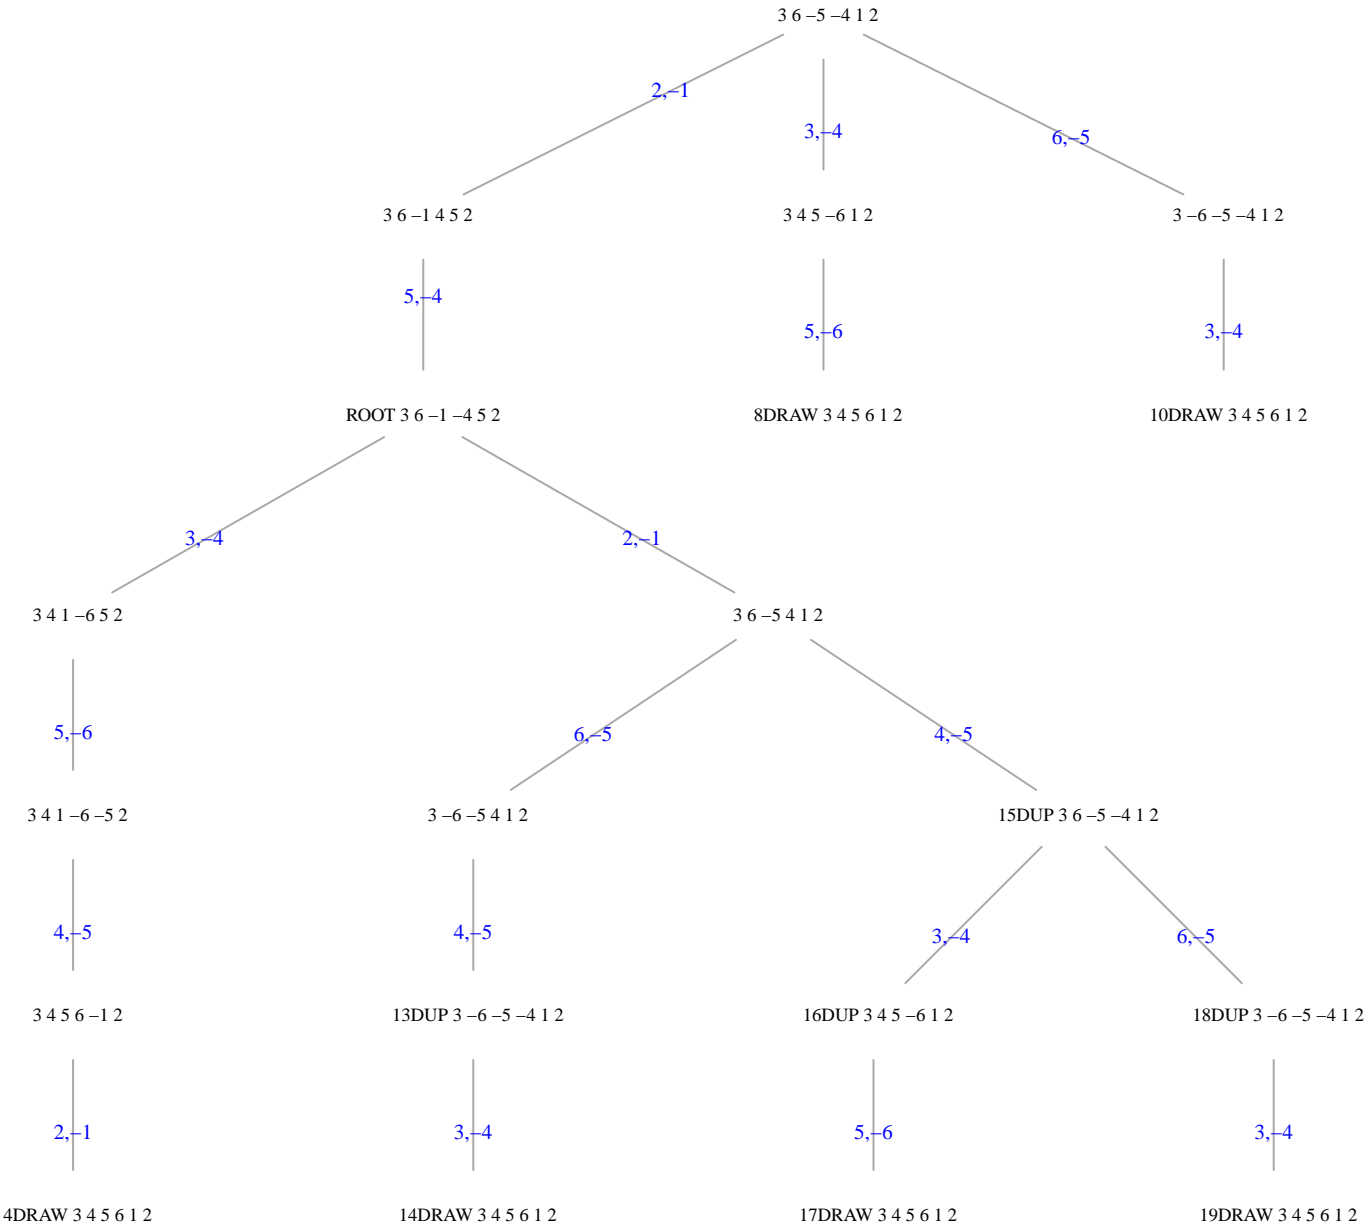 3 6 –5 –4 1 2
2,–1
3,–4
6,–5
3 6 –1 4 5 2
3 4 5 –6 1 2
3 –6 –5 –4 1 2
5,–4
5,–6
3,–4
ROOT 3 6 –1 –4 5 2
8DRAW 3 4 5 6 1 2
10DRAW 3 4 5 6 1 2
3,–4
2,–1
3 4 1 –6 5 2
3 6 –5 4 1 2
5,–6
6,–5
4,–5
3 4 1 –6 –5 2
3 –6 –5 4 1 2
15DUP 3 6 –5 –4 1 2
4,–5
4,–5
3,–4
6,–5
3 4 5 6 –1 2
13DUP 3 –6 –5 –4 1 2
16DUP 3 4 5 –6 1 2
18DUP 3 –6 –5 –4 1 2
2,–1
3,–4
5,–6
3,–4
4DRAW 3 4 5 6 1 2
14DRAW 3 4 5 6 1 2
17DRAW 3 4 5 6 1 2
19DRAW 3 4 5 6 1 2